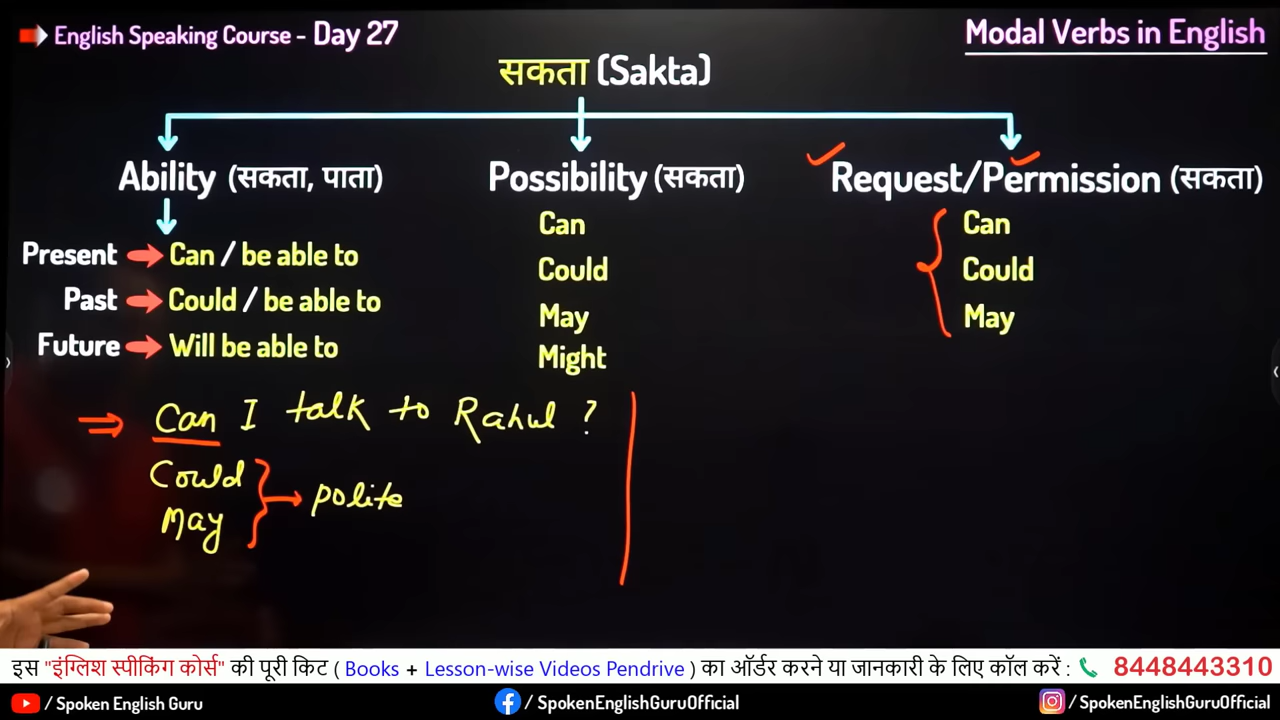 English Speaking Course - Day 27
Modal Verbs in English
सकता (Sakta)
Ability (सकता, पाता)
Present Can / be able to
Past Could / be able to
Future Will be able to
Possibility (सकता)
Can
Could
May
Might
Request/Permission (सकता)
Can
Could
May
⇒ Can I talk to Rahul ?
Could
May
polite
इस "इंग्लिश स्पीकिंग कोर्स" की पूरी किट ( Books + Lesson-wise Videos Pendrive ) का ऑर्डर करने या जानकारी के लिए कॉल करें : 8448443310
/ Spoken English Guru
/ SpokenEnglishGuruOfficial
/ SpokenEnglishGuruOfficial